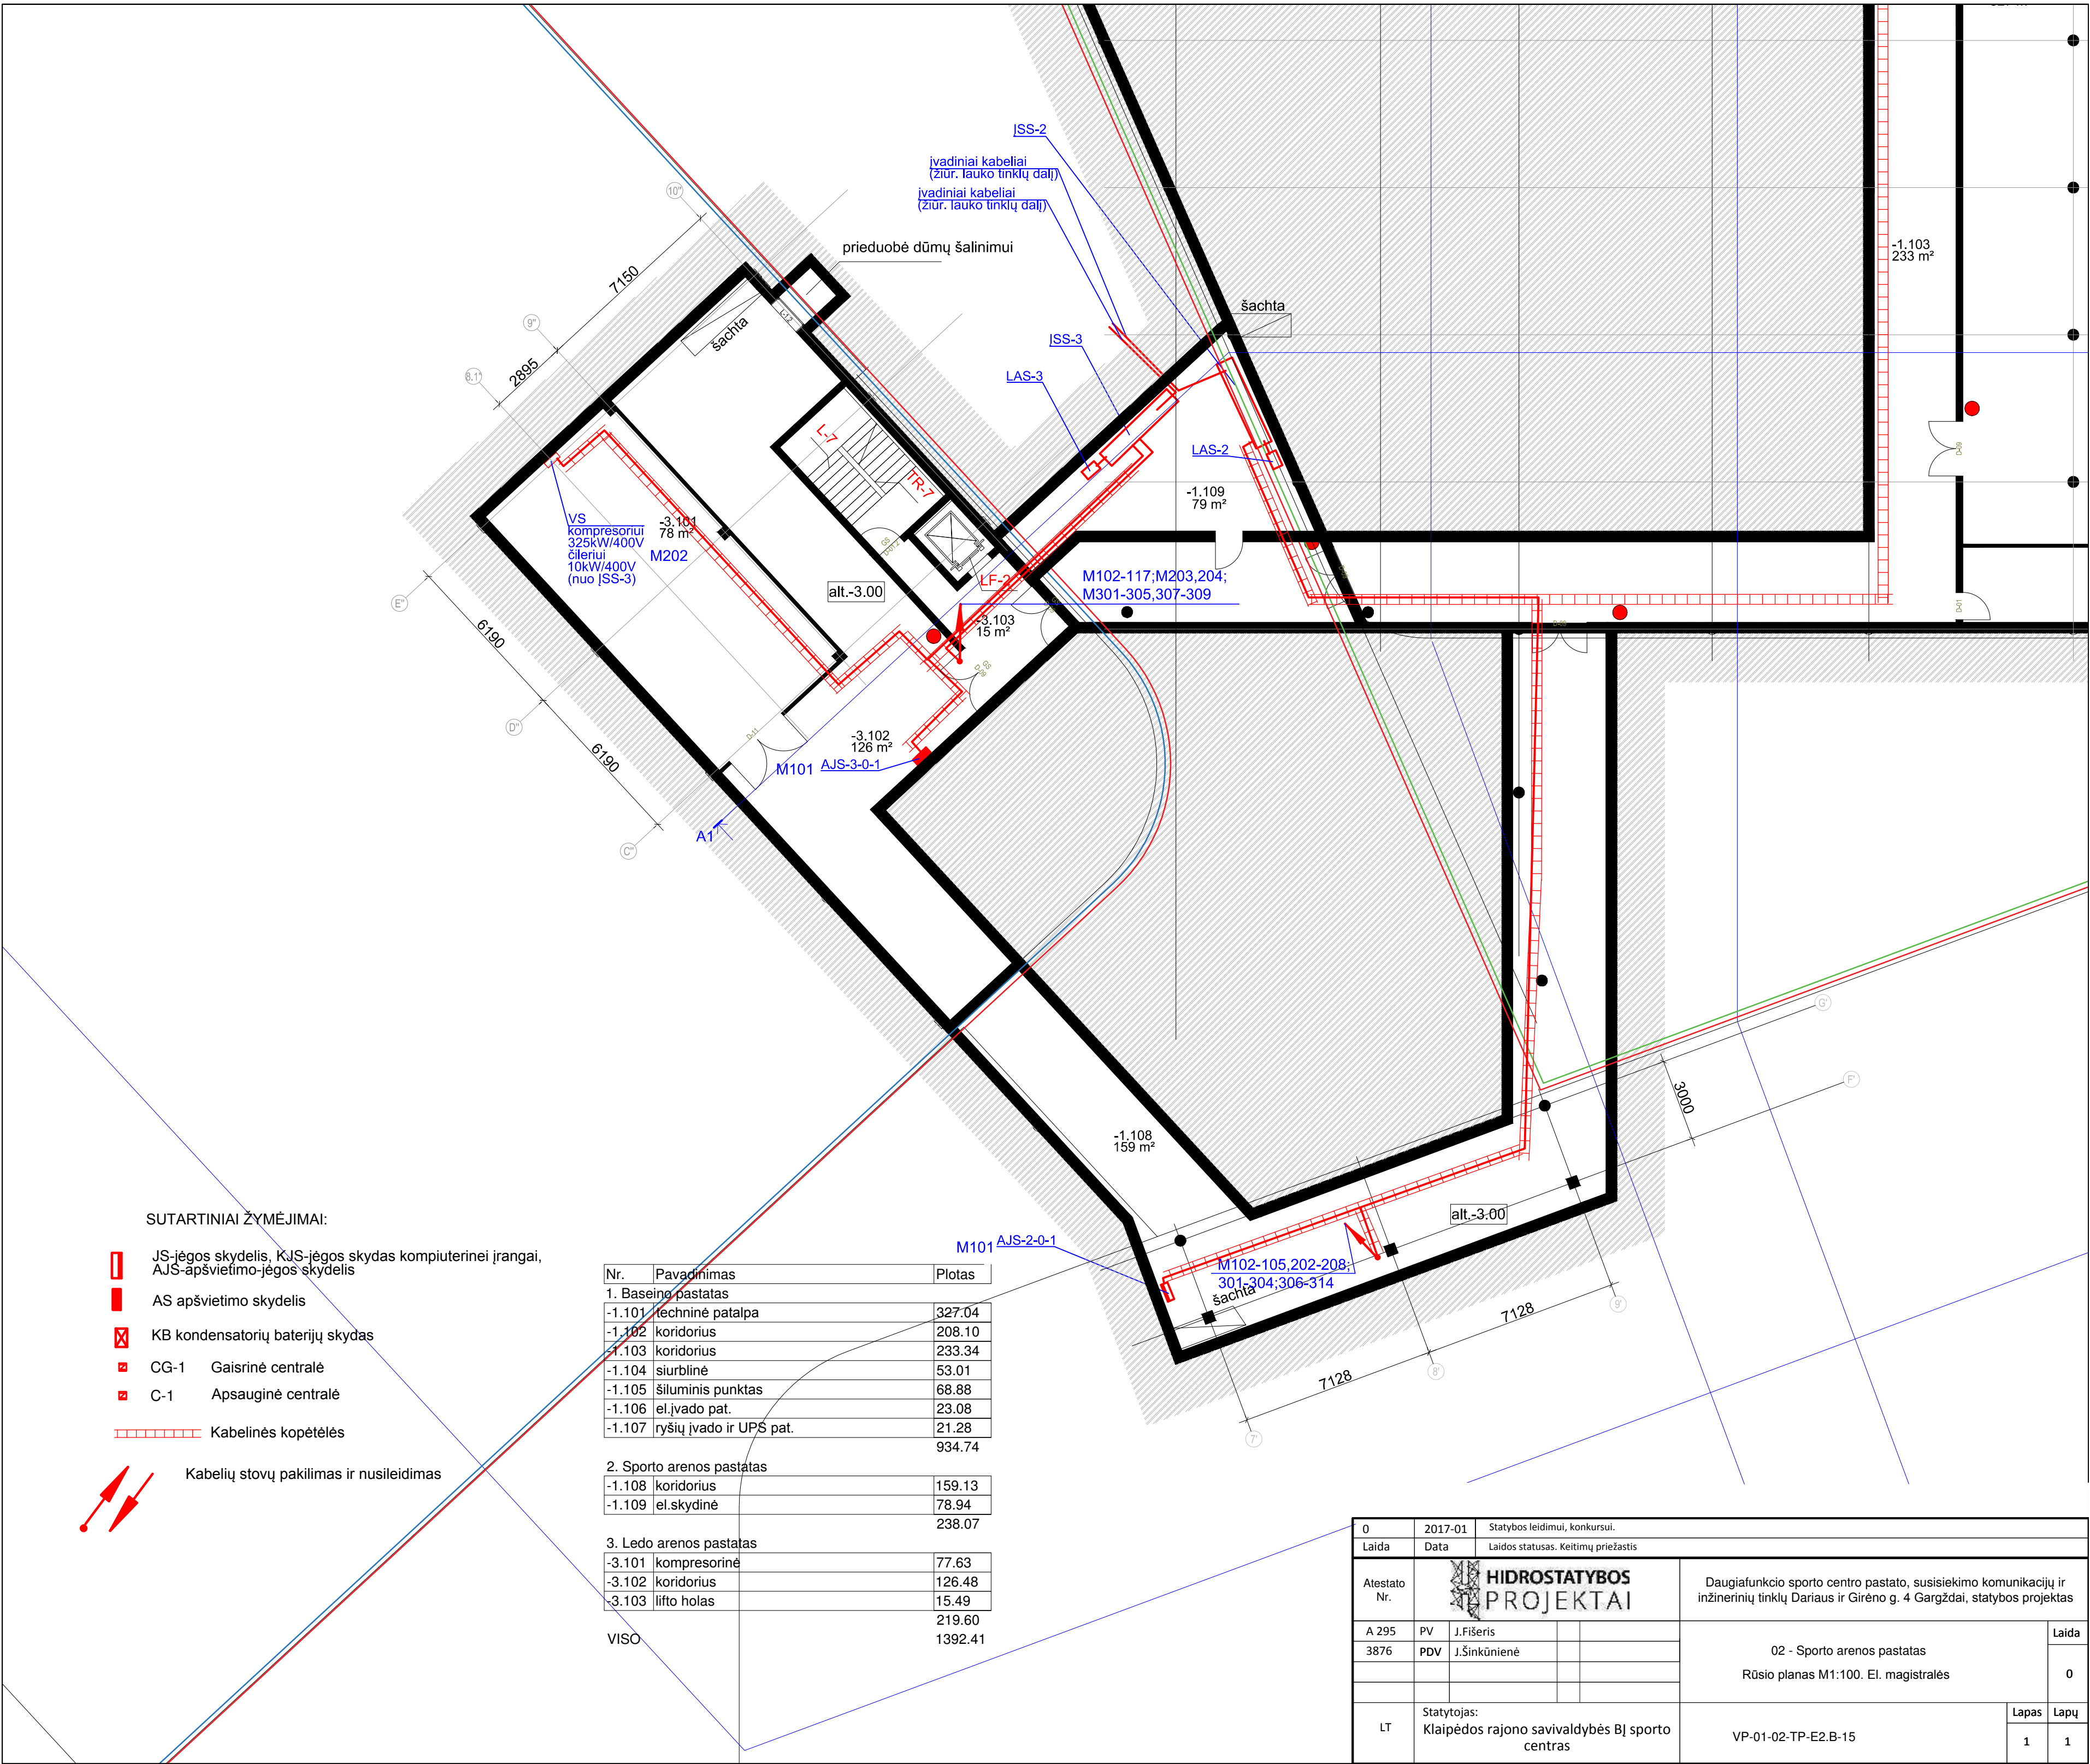 ĮSS-2
įvadiniai kabeliai
(žiūr. lauko tinklų dalį)
įvadiniai kabeliai
(žiūr. lauko tinklų dalį)
prieduobė dūmų šalinimui
10"
7150
9"
2895
8.1"
šachta
L-12
šachta
ĮSS-3
LAS-3
LAS-2
-1.103
233 m²
D-09
-1.109
79 m²
L-7
TR-7
VS
kompresoriui
325kW/400V
čileriui
10kW/400V
(nuo ĮSS-3)
-3.101
78 m²
M202
alt.-3.00
LF-2
M102-117;M203,204;
M301-305,307-309
-3.103
15 m²
D-01
E"
6190
D"
6190
C"
D-11
-3.102
126 m²
M101
AJS-3-0-1
A1
G'
F'
3000
-1.108
159 m²
alt.-3.00
M101
AJS-2-0-1
M102-105,202-208;
301-304;306-314
šachta
7128
9'
7128
8'
7'
SUTARTINIAI ŽYMĖJIMAI:
JS-jėgos skydelis, KJS-jėgos skydas kompiuterinei įrangai,
AJS-apšvietimo-jėgos skydelis
AS apšvietimo skydelis
KB kondensatorių baterijų skydas
CG-1 Gaisrinė centralė
C-1 Apsauginė centralė
Kabelinės kopėtėlės
Kabelių stovų pakilimas ir nusileidimas
Nr. Pavadinimas Plotas
1. Baseino pastatas
-1.101 techninė patalpa 327.04
-1.102 koridorius 208.10
-1.103 koridorius 233.34
-1.104 siurblinė 53.01
-1.105 šiluminis punktas 68.88
-1.106 el.įvado pat. 23.08
-1.107 ryšių įvado ir UPS pat. 21.28
934.74
2. Sporto arenos pastatas
-1.108 koridorius 159.13
-1.109 el.skydinė 78.94
238.07
3. Ledo arenos pastatas
-3.101 kompresorinė 77.63
-3.102 koridorius 126.48
-3.103 lifto holas 15.49
219.60
VISO 1392.41
0 2017-01 Statybos leidimui, konkursui.
Laida Data Laidos statusas. Keitimų priežastis
Atestato
Nr.
HIDROSTATYBOS
PROJEKTAI
Daugiafunkcio sporto centro pastato, susisiekimo komunikacijų ir
inžinerinių tinklų Dariaus ir Girėno g. 4 Gargždai, statybos projektas
A 295 PV J.Fišeris
3876 PDV J.Šinkūnienė
02 - Sporto arenos pastatas
Rūsio planas M1:100. El. magistralės
Laida
0
LT
Statytojas:
Klaipėdos rajono savivaldybės BĮ sporto
centras
VP-01-02-TP-E2.B-15
Lapas Lapų
1 1